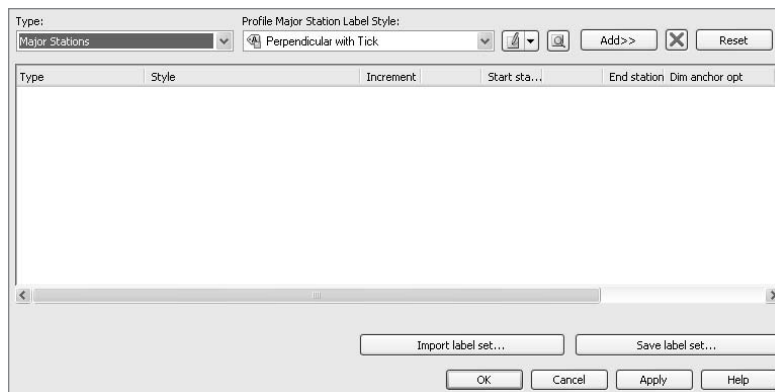 Type:
Profile Major Station Label Style:
Major Stations
Perpendicular with Tick
Add>>
Reset
Type Style Increment Start sta... End station Dim anchor opt
Import label set...
Save label set...
OK
Cancel
Apply
Help